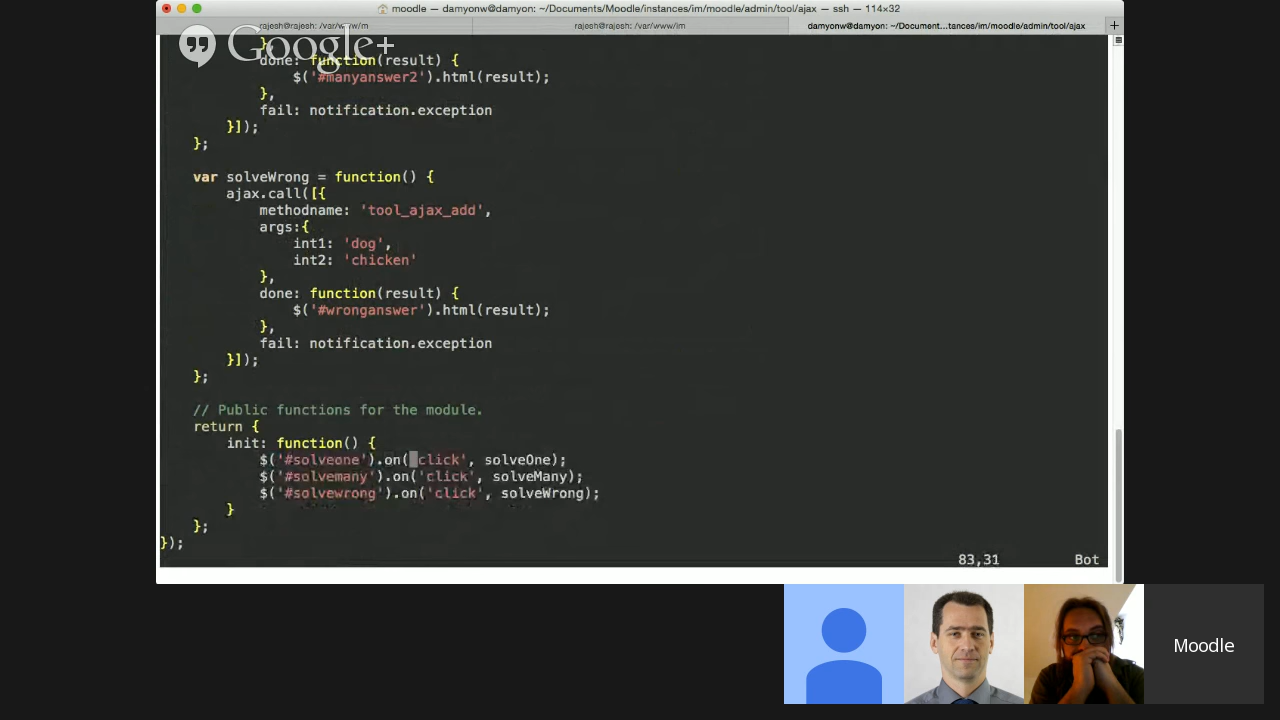 moodle — damyonw@damyon: ~/Documents/Moodle/instances/im/moodle/admin/tool/ajax — ssh — 114×32
rajesh@rajesh: /var/www/m
rajesh@rajesh: /var/www/im
damyonw@damyon: ~/Document...tances/im/moodle/admin/tool/ajax
+
Google+
},
done: function(result) {
$('#manyanswer2').html(result);
},
fail: notification.exception
}]);
};
var solveWrong = function() {
ajax.call([{
methodname: 'tool_ajax_add',
args:{
int1: 'dog',
int2: 'chicken'
},
done: function(result) {
$('#wronganswer').html(result);
},
fail: notification.exception
}]);
};
// Public functions for the module.
return {
init: function() {
$('#solveone').on('click', solveOne);
$('#solvemany').on('click', solveMany);
$('#solvewrong').on('click', solveWrong);
}
};
});
83,31 Bot
Moodle